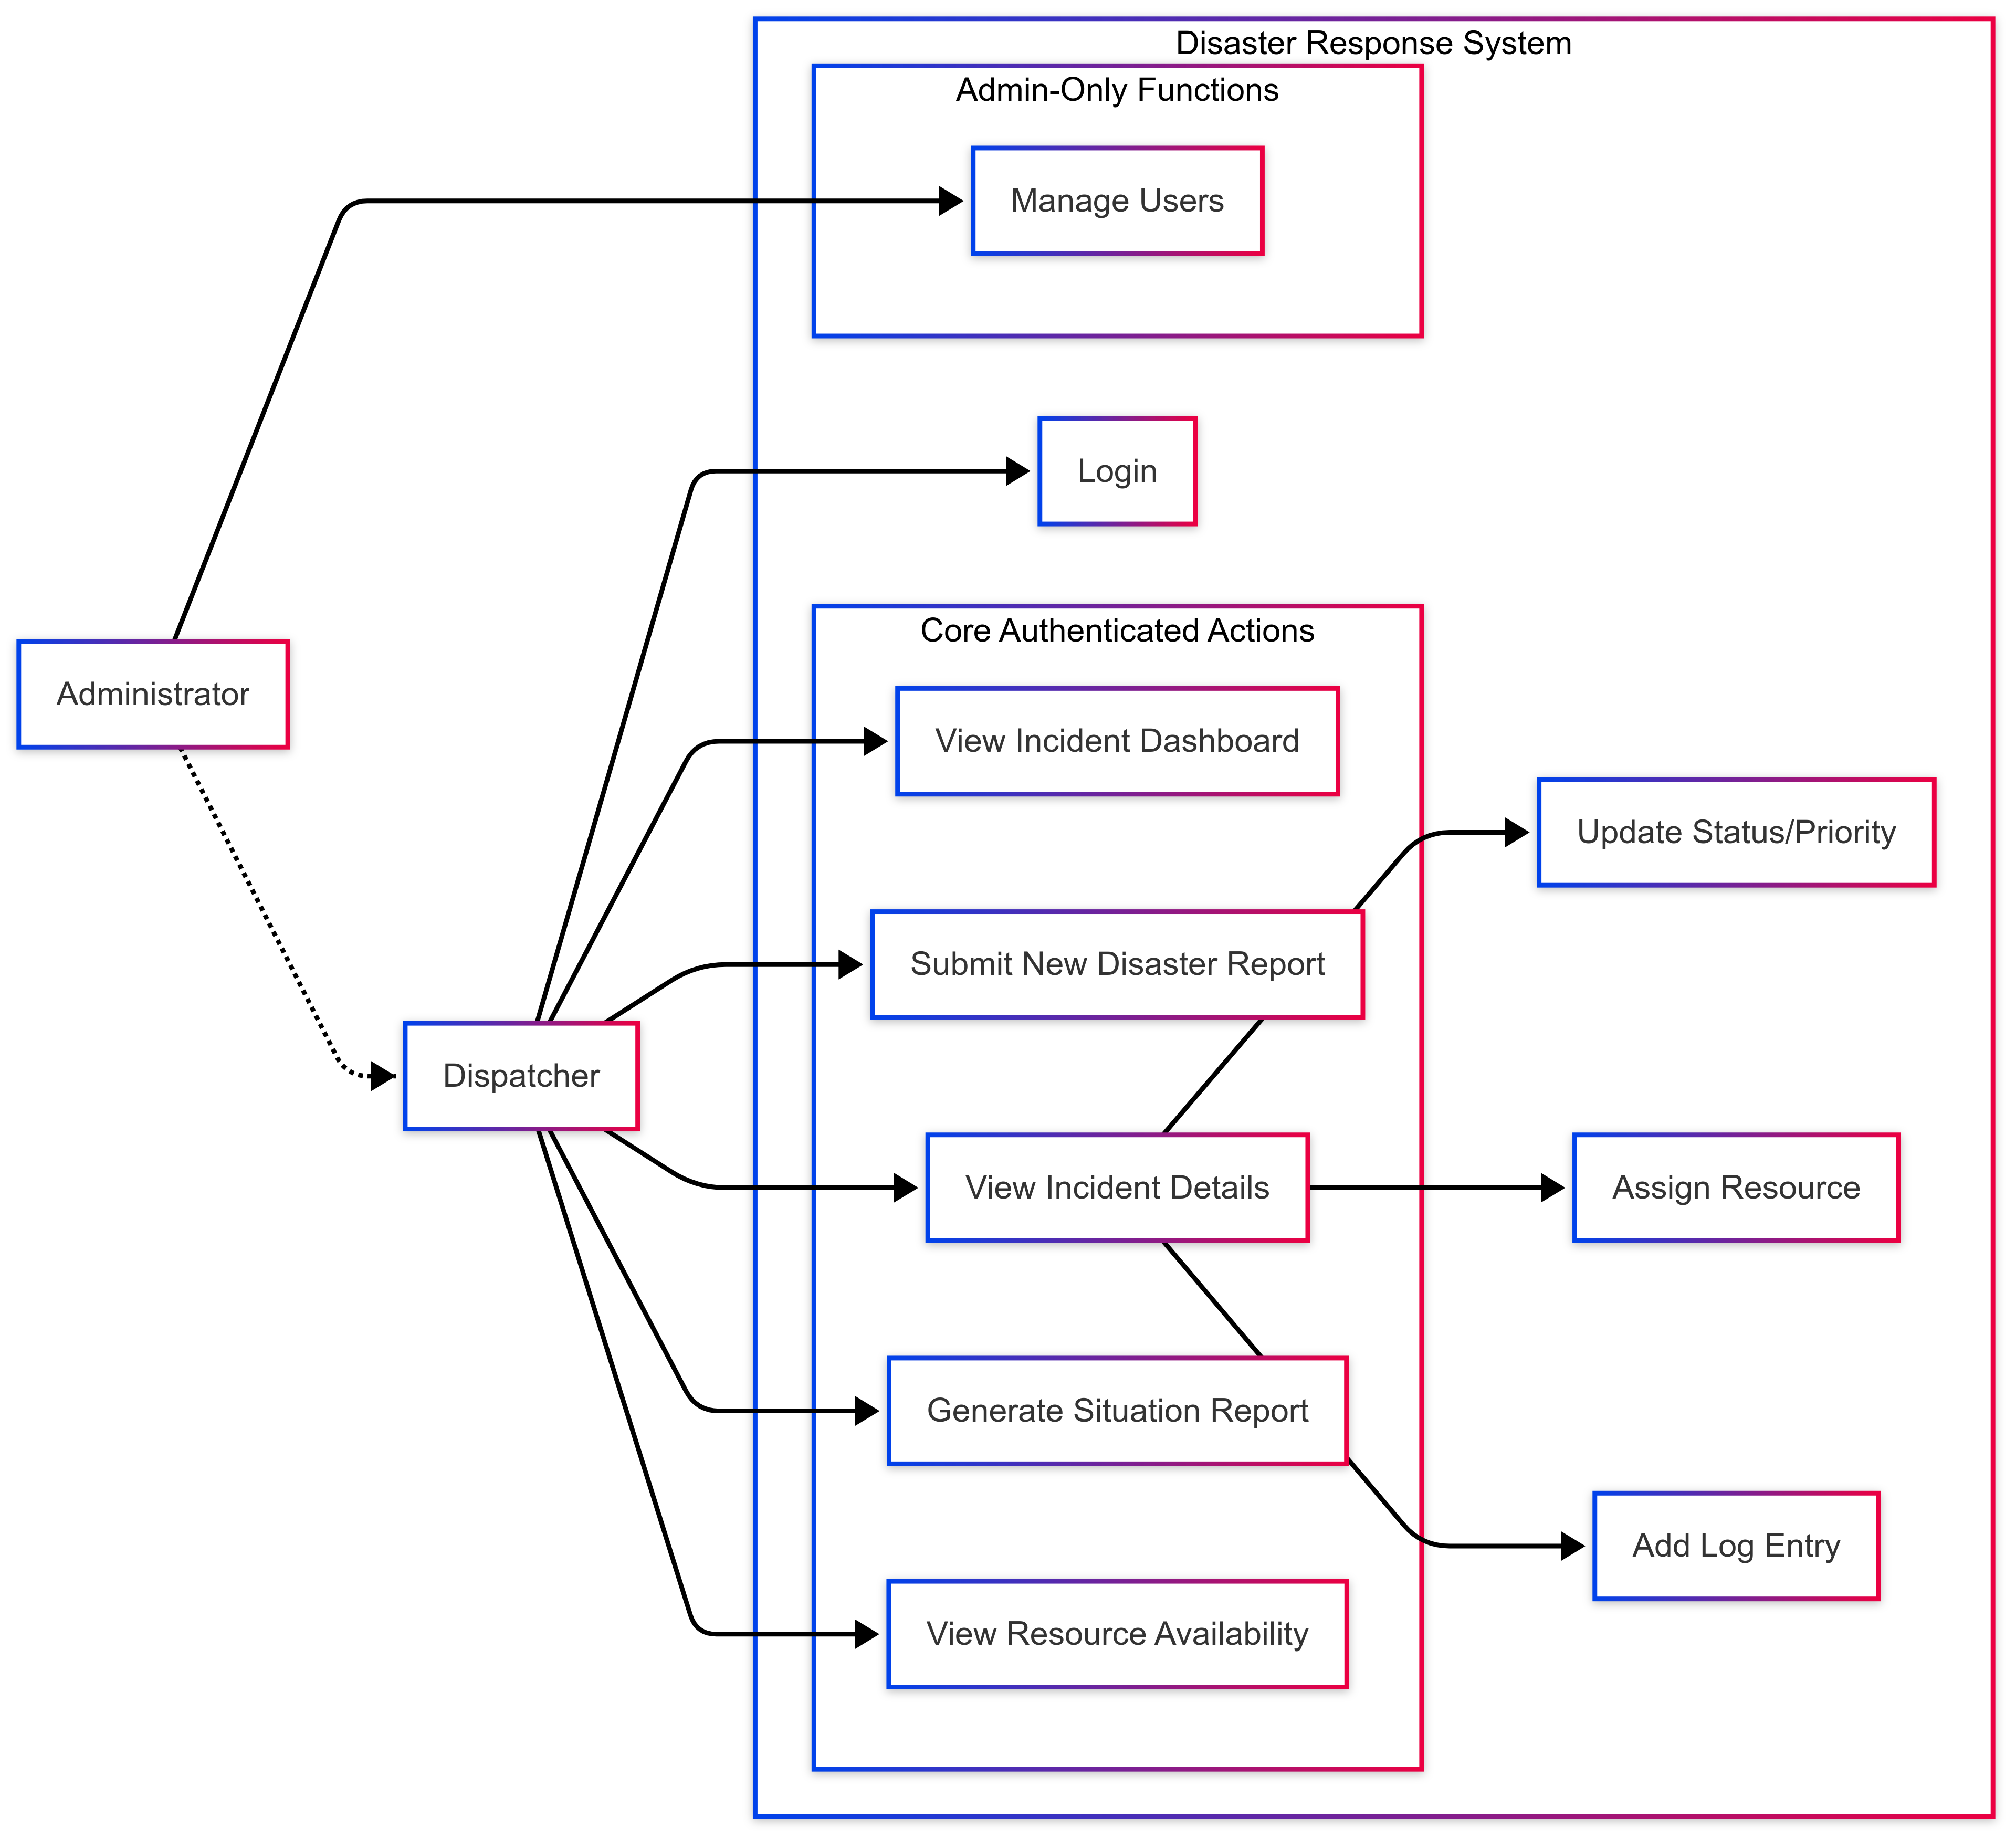 Disaster Response System
Admin-Only Functions
Manage Users
Login
Administrator
Core Authenticated Actions
View Incident Dashboard
Update Status/Priority
Submit New Disaster Report
Dispatcher
View Incident Details
Assign Resource
Generate Situation Report
Add Log Entry
View Resource Availability